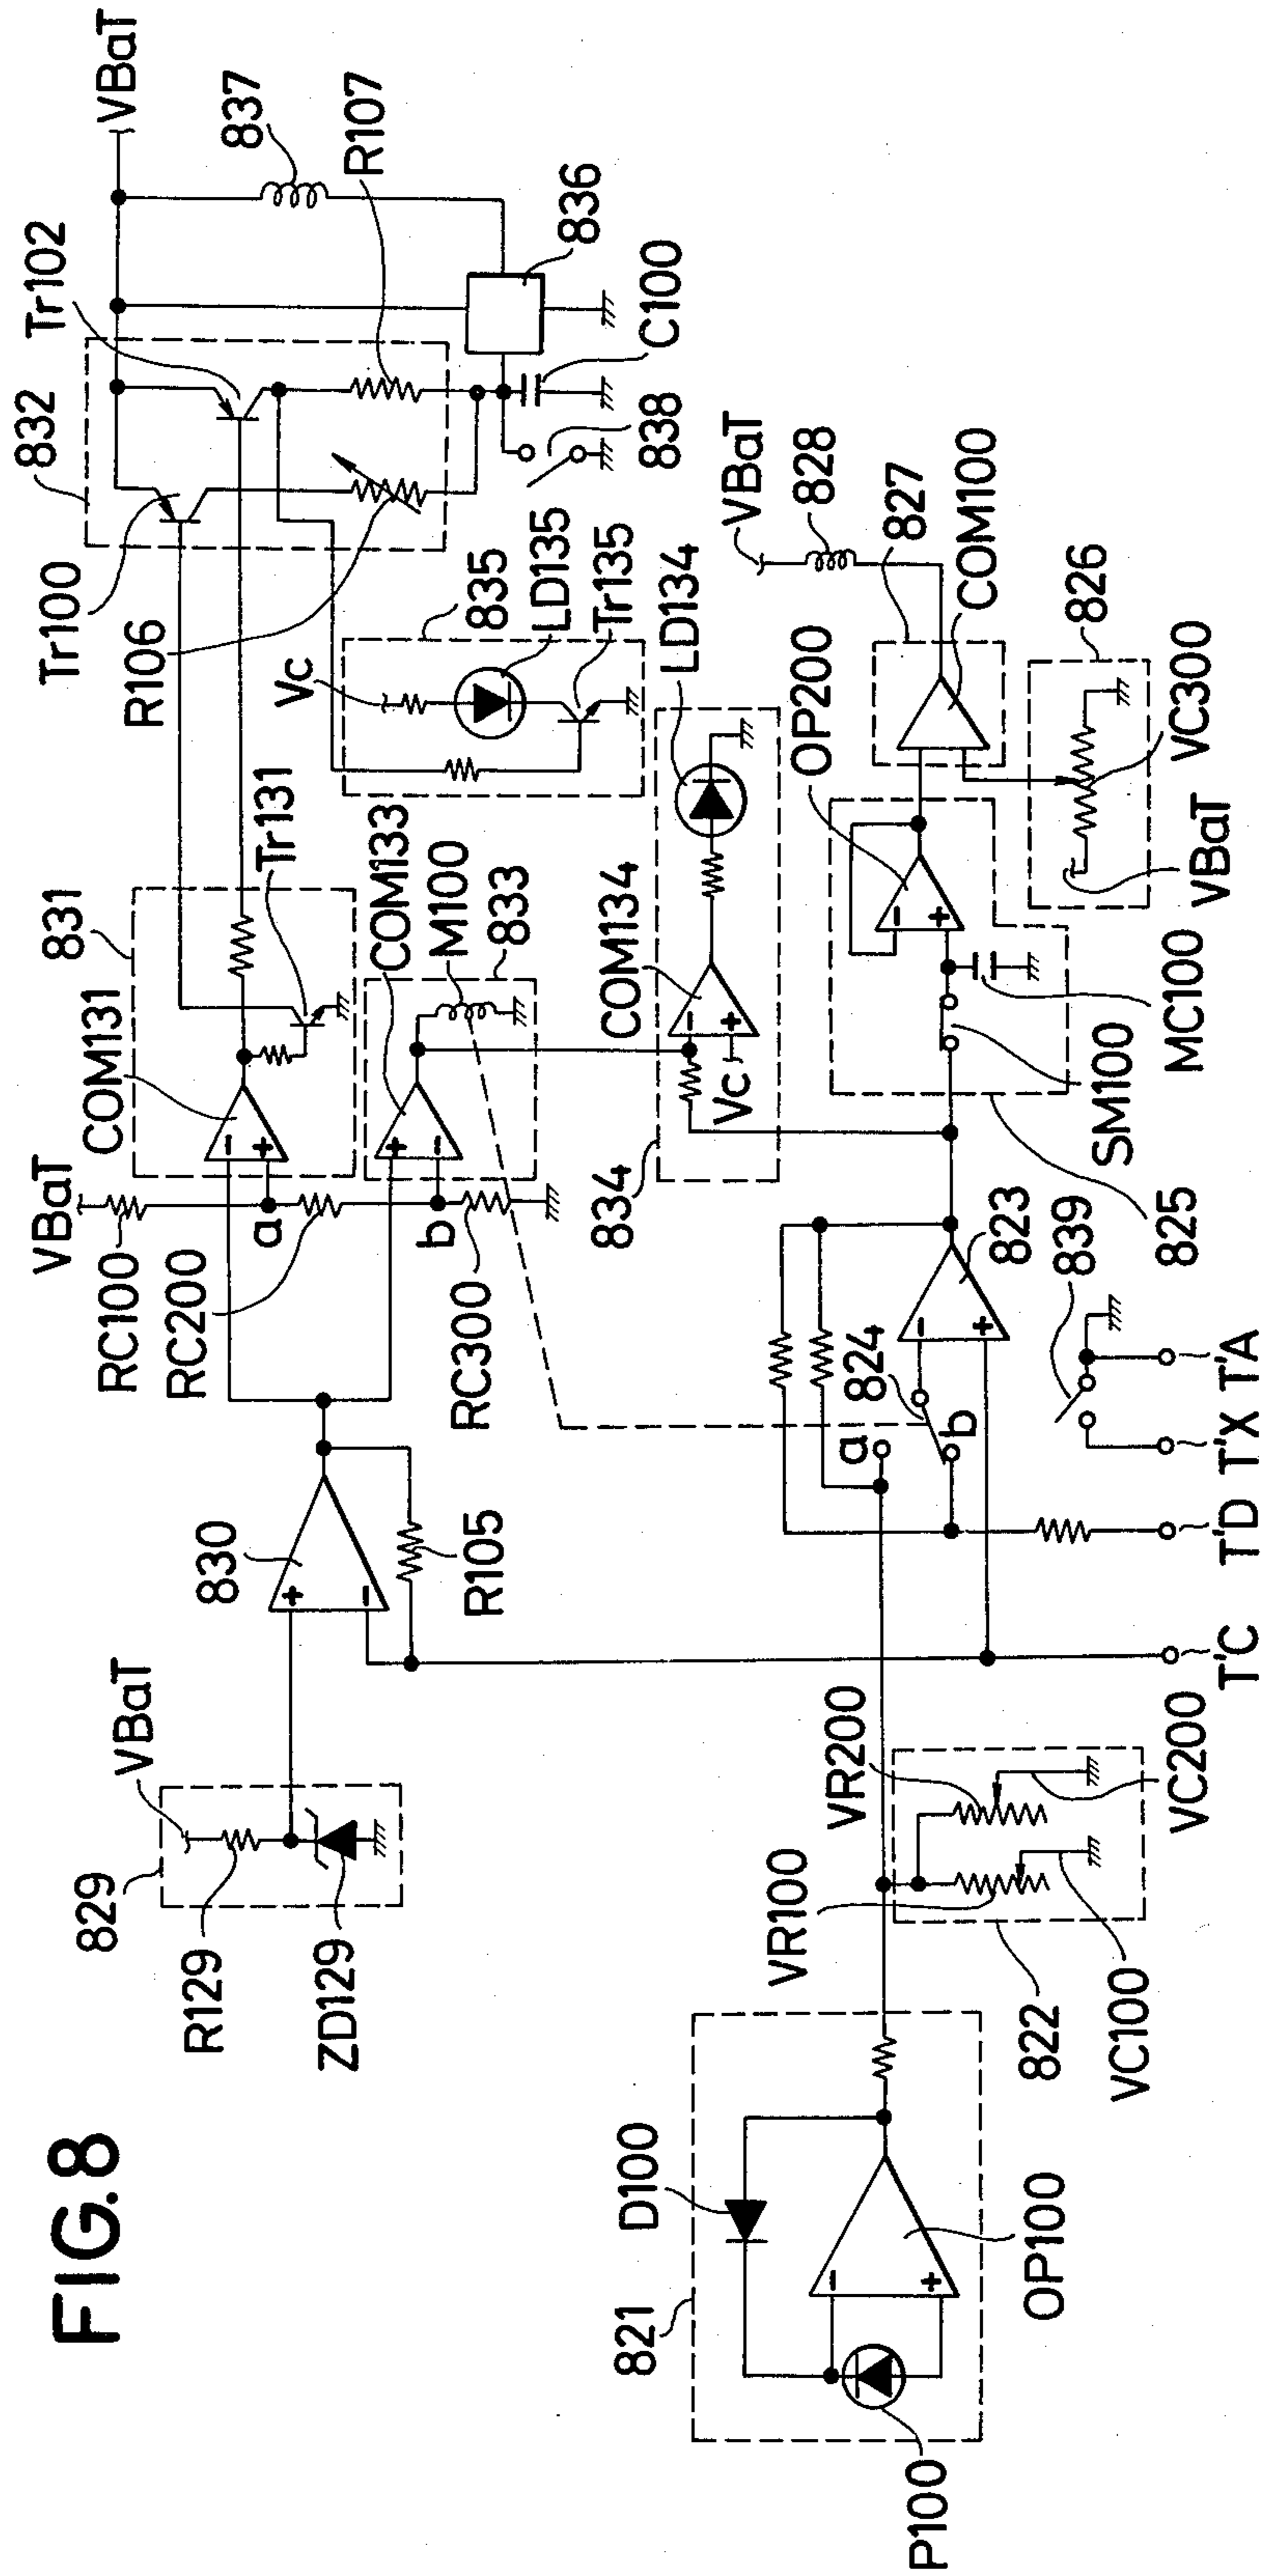 FIG.8
829
VBaT
R129
ZD129
830
R105
VBaT
RC100
RC200
RC300
a
b
COM131
831
Tr131
COM133
M100
833
Tr100
R106
832
Tr102
VBaT
837
R107
836
C100
838
Vc
835
LD135
Tr135
834
COM134
Vc
LD134
821
D100
P100
OP100
VR100
VR200
822
VC100
VC200
a
b
824
823
839
T'C
T'D
T'X
T'A
825
SM100
MC100
OP200
VBaT
828
827
COM100
826
VC300
VBaT
+
-
-
+
+
-
-
+
-
+
-
+
-
+
-
+